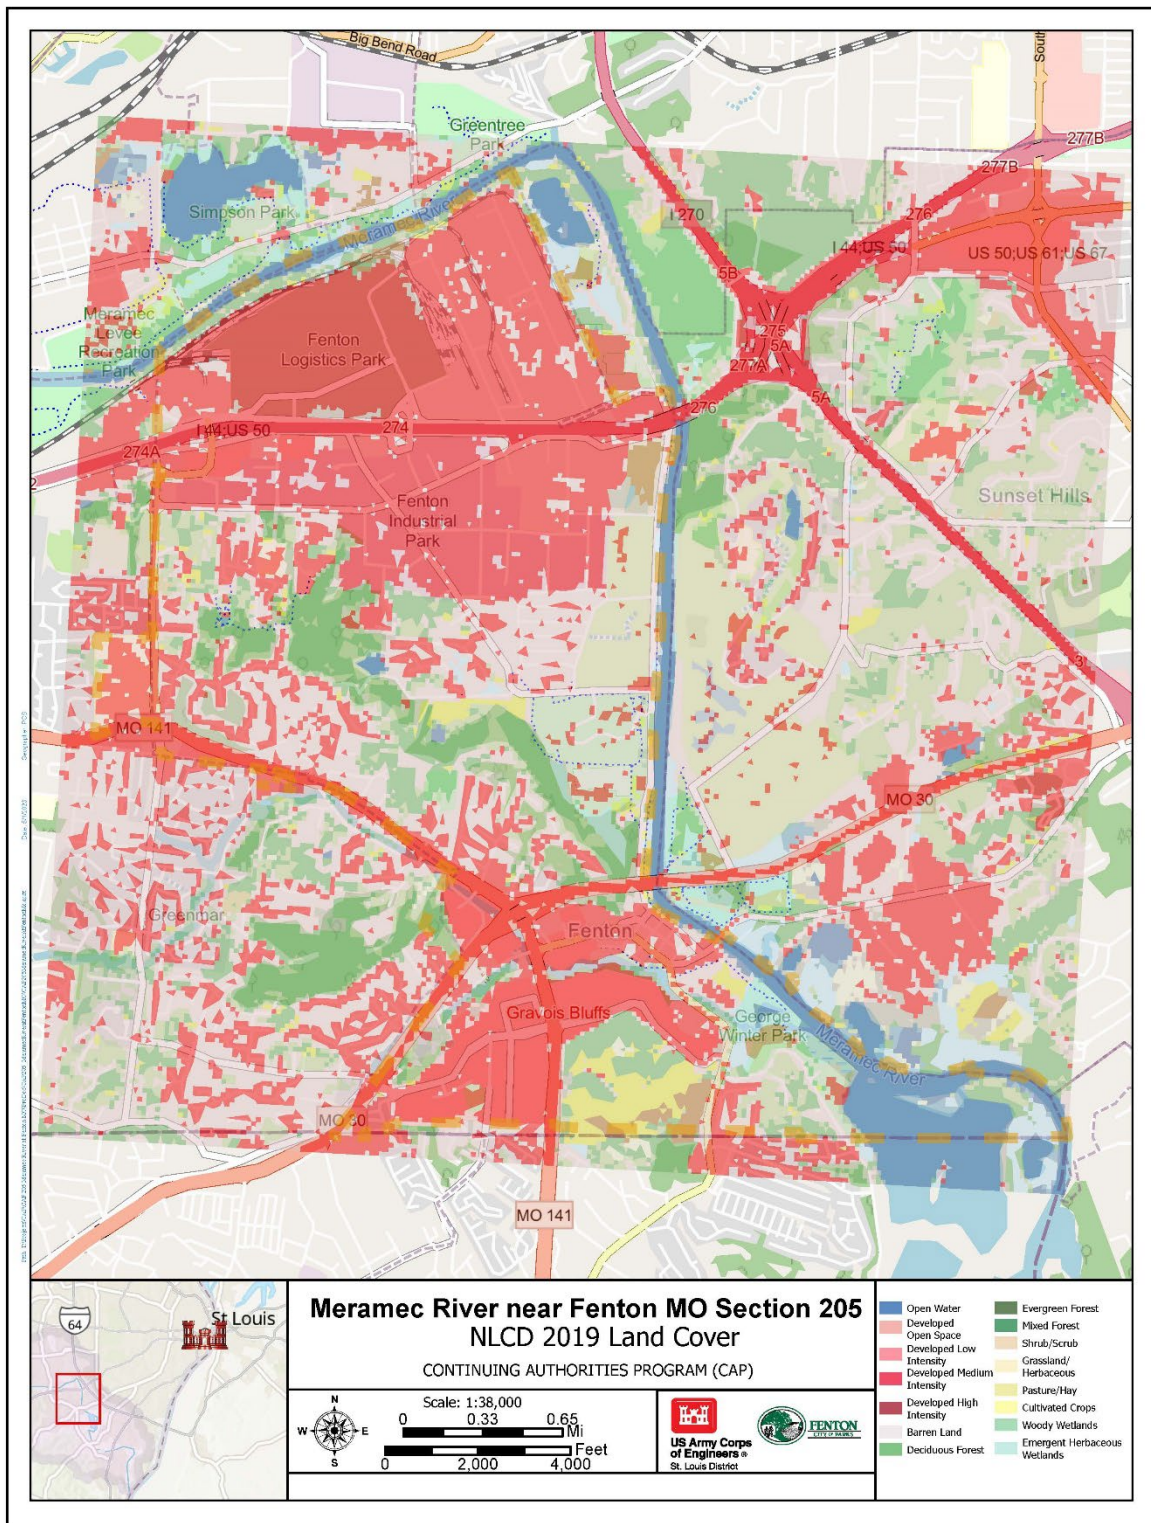 Big Bend Road
South
Greentree
Park
277B
277B
Simpson Park
Meramec River
I 270
276
I 44;US 50
US 50;US 61;US 67
5B
Meramec
Levee
Recreation
Park
Fenton
Logistics Park
275
5A
277A
5A
276
I 44;US 50
274
274A
2
Fenton
Industrial
Park
Sunset Hills
3
MO 141
MO 30
Greenmar
Fenton
Gravois Bluffs
George
Winter Park
Meramec River
MO 30
MO 141
64
St Louis
Meramec River near Fenton MO Section 205
NLCD 2019 Land Cover
CONTINUING AUTHORITIES PROGRAM (CAP)
N
W E
S
Scale: 1:38,000
0 0.33 0.65
Mi
Feet
0 2,000 4,000
US Army Corps
of Engineers ®
St. Louis District
FENTON
Open Water
Developed
Open Space
Developed Low
Intensity
Developed Medium
Intensity
Developed High
Intensity
Barren Land
Deciduous Forest
Evergreen Forest
Mixed Forest
Shrub/Scrub
Grassland/
Herbaceous
Pasture/Hay
Cultivated Crops
Woody Wetlands
Emergent Herbaceous
Wetlands